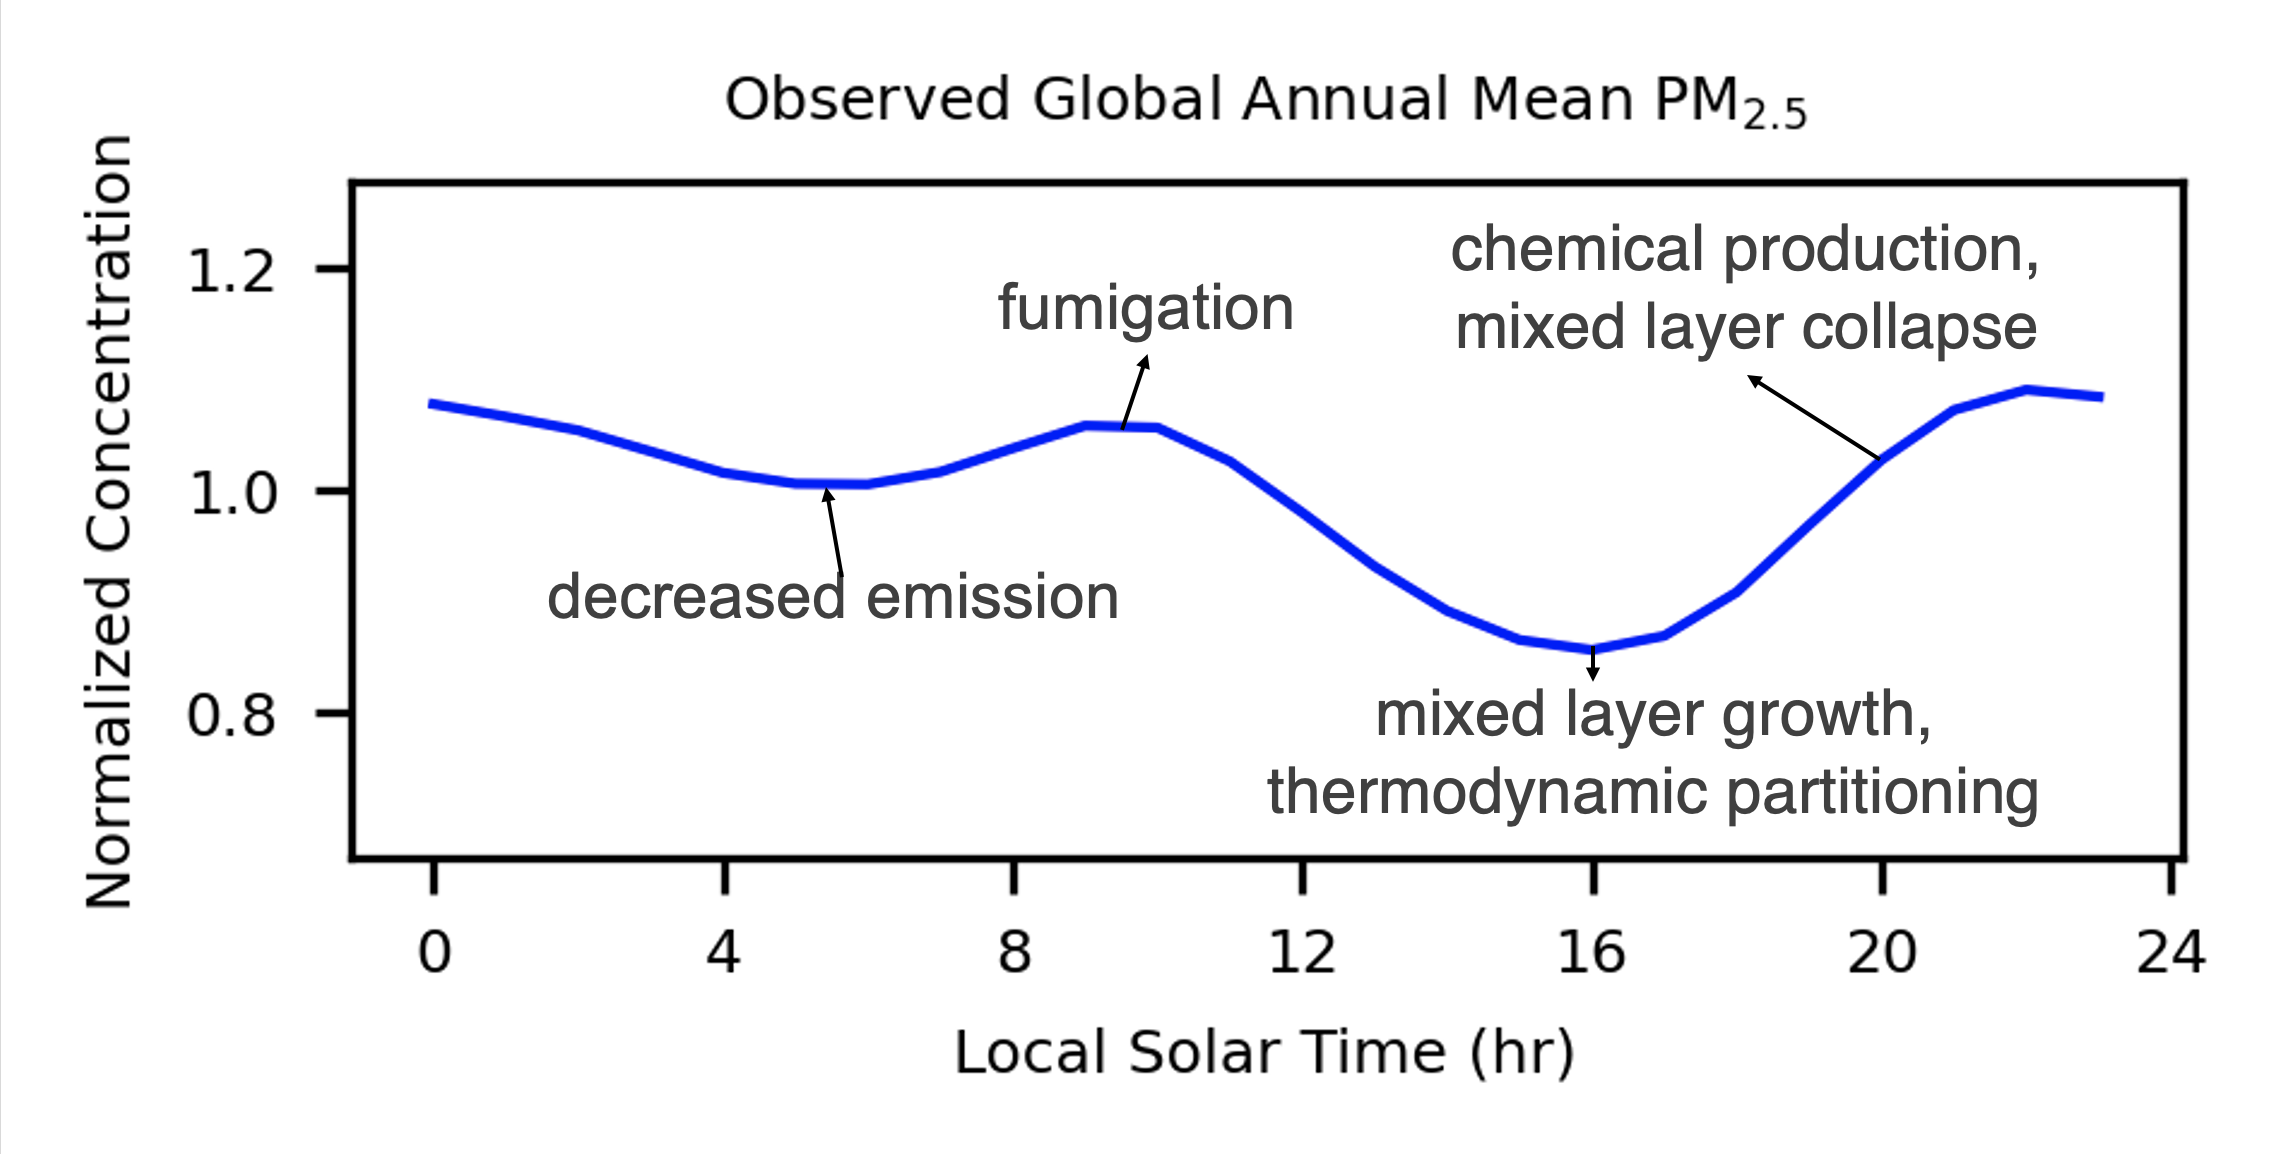 Observed Global Annual Mean PM₂.₅
Normalized Concentration
1.2
1.0
0.8
fumigation
chemical production,
mixed layer collapse
decreased emission
mixed layer growth,
thermodynamic partitioning
0 4 8 12 16 20 24
Local Solar Time (hr)